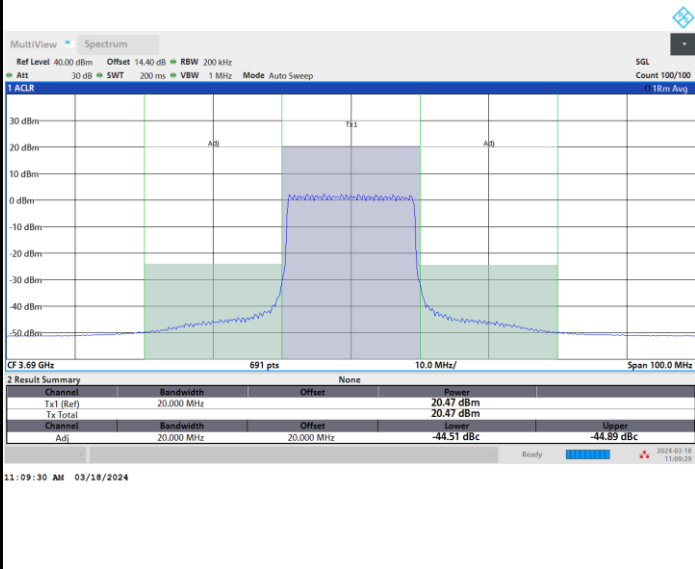 MultiView Spectrum
Ref Level 40.00 dBm Offset 14.40 dB RBW 200 kHz SGL
Att 30 dB SWT 200 ms VBW 1 MHz Mode Auto Sweep Count 100/100
1 ACLR 1Rm Avg
30 dBm
Tx1
20 dBm
Adj Adj
10 dBm
0 dBm
-10 dBm
-20 dBm
-30 dBm
-40 dBm
-50 dBm
CF 3.69 GHz 691 pts 10.0 MHz/ Span 100.0 MHz
2 Result Summary None
Channel Bandwidth Offset Power
Tx1 (Ref) 20.000 MHz 20.47 dBm
Tx Total 20.47 dBm
Channel Bandwidth Offset Lower Upper
Adj 20.000 MHz 20.000 MHz -44.51 dBc -44.89 dBc
Ready 2024-03-18
11:09:29
11:09:30 AM 03/18/2024